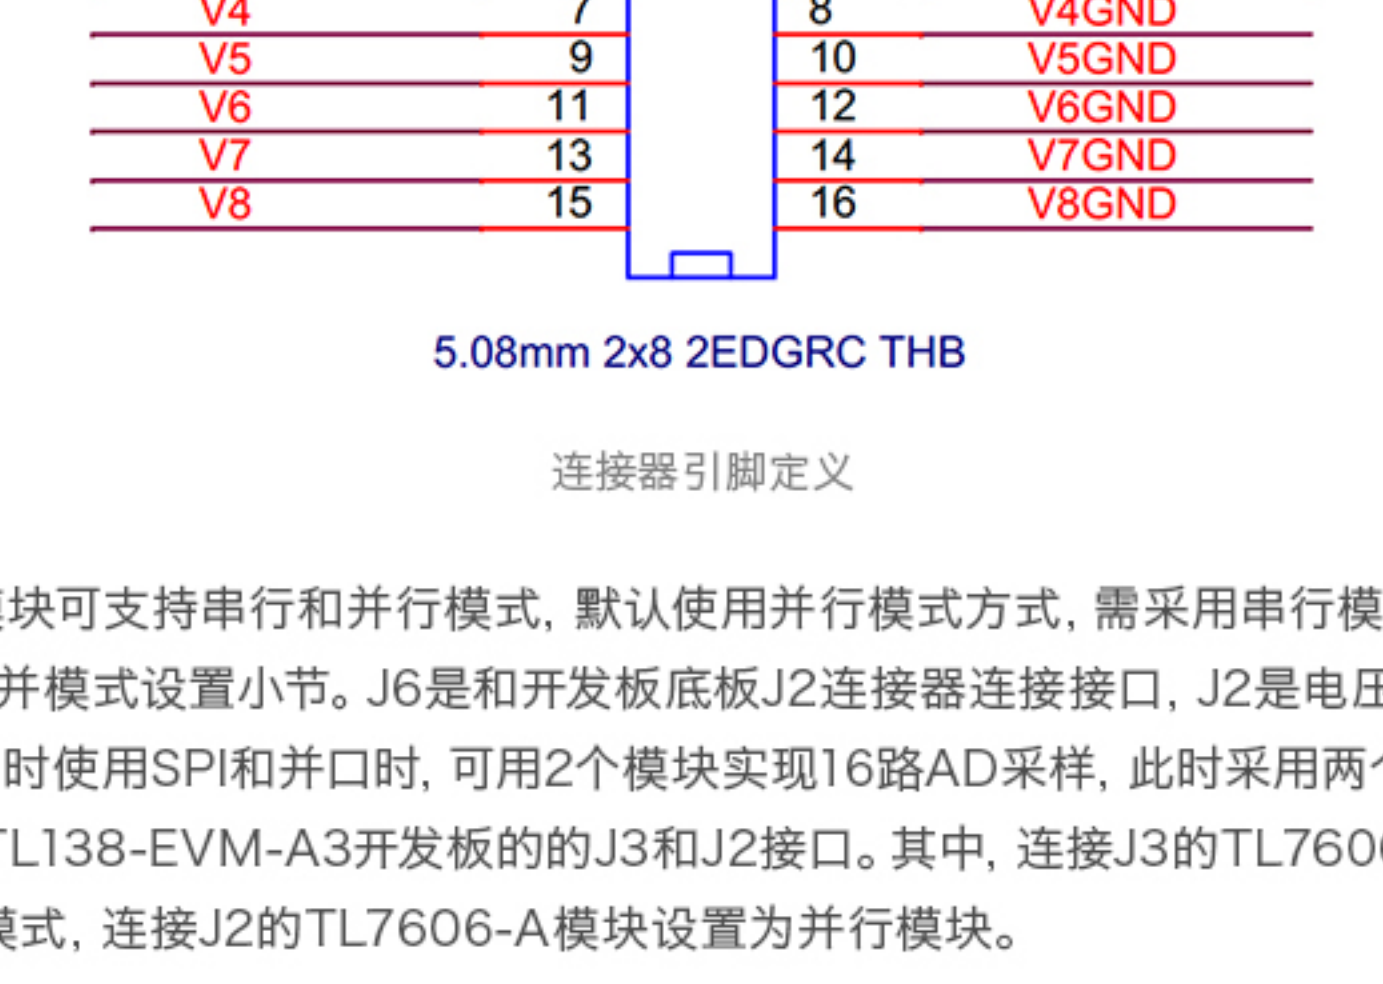 V4 7 8 V4GND
V5 9 10 V5GND
V6 11 12 V6GND
V7 13 14 V7GND
V8 15 16 V8GND
5.08mm 2x8 2EDGRC THB
连接器引脚定义
块可支持串行和并行模式, 默认使用并行模式方式, 需采用串行模
并模式设置小节。J6是和开发板底板J2连接器连接接口, J2是电压
时使用SPI和并口时, 可用2个模块实现16路AD采样, 此时采用两个
TL138-EVM-A3开发板的的J3和J2接口。其中, 连接J3的TL7606
模式, 连接J2的TL7606-A模块设置为并行模块。